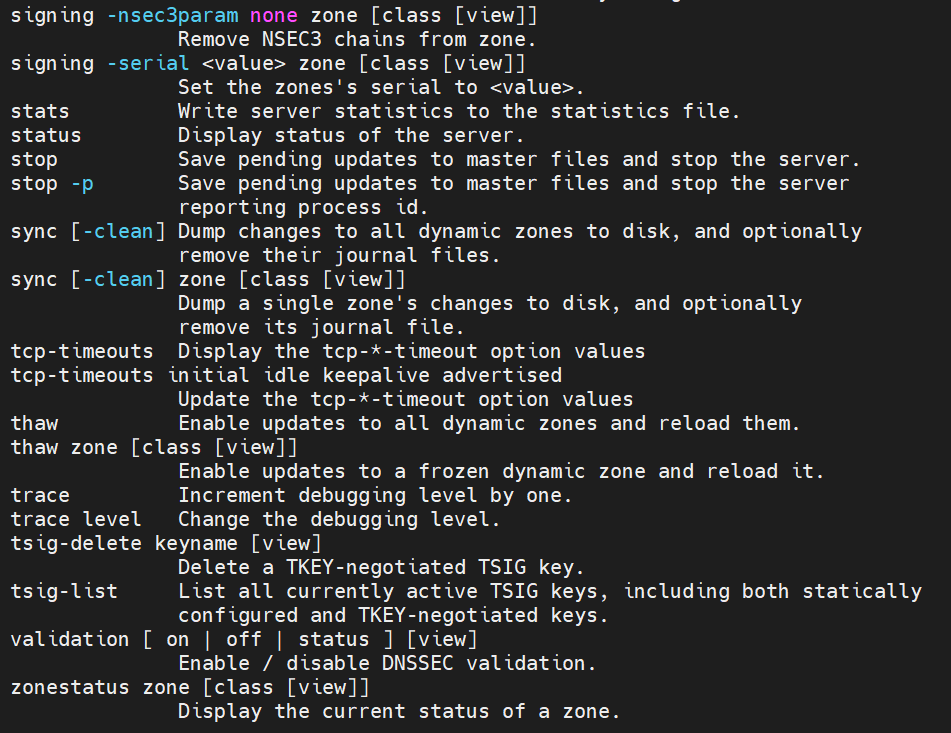 signing -nsec3param none zone [class [view]]
Remove NSEC3 chains from zone.
signing -serial <value> zone [class [view]]
Set the zones's serial to <value>.
stats Write server statistics to the statistics file.
status Display status of the server.
stop Save pending updates to master files and stop the server.
stop -p Save pending updates to master files and stop the server
reporting process id.
sync [-clean] Dump changes to all dynamic zones to disk, and optionally
remove their journal files.
sync [-clean] zone [class [view]]
Dump a single zone's changes to disk, and optionally
remove its journal file.
tcp-timeouts Display the tcp-*-timeout option values
tcp-timeouts initial idle keepalive advertised
Update the tcp-*-timeout option values
thaw Enable updates to all dynamic zones and reload them.
thaw zone [class [view]]
Enable updates to a frozen dynamic zone and reload it.
trace Increment debugging level by one.
trace level Change the debugging level.
tsig-delete keyname [view]
Delete a TKEY-negotiated TSIG key.
tsig-list List all currently active TSIG keys, including both statically
configured and TKEY-negotiated keys.
validation [ on | off | status ] [view]
Enable / disable DNSSEC validation.
zonestatus zone [class [view]]
Display the current status of a zone.